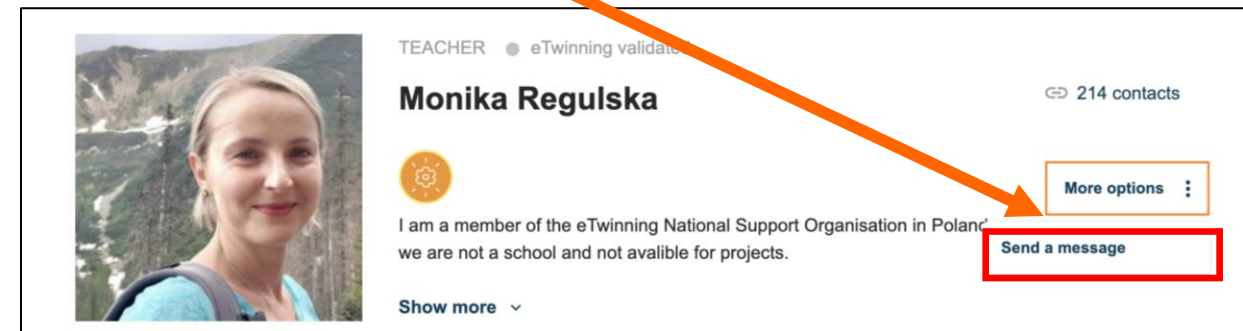 TEACHER eTwinning validated
Monika Regulska
214 contacts
More options
I am a member of the eTwinning National Support Organisation in Poland
we are not a school and not avalible for projects.
Send a message
Show more